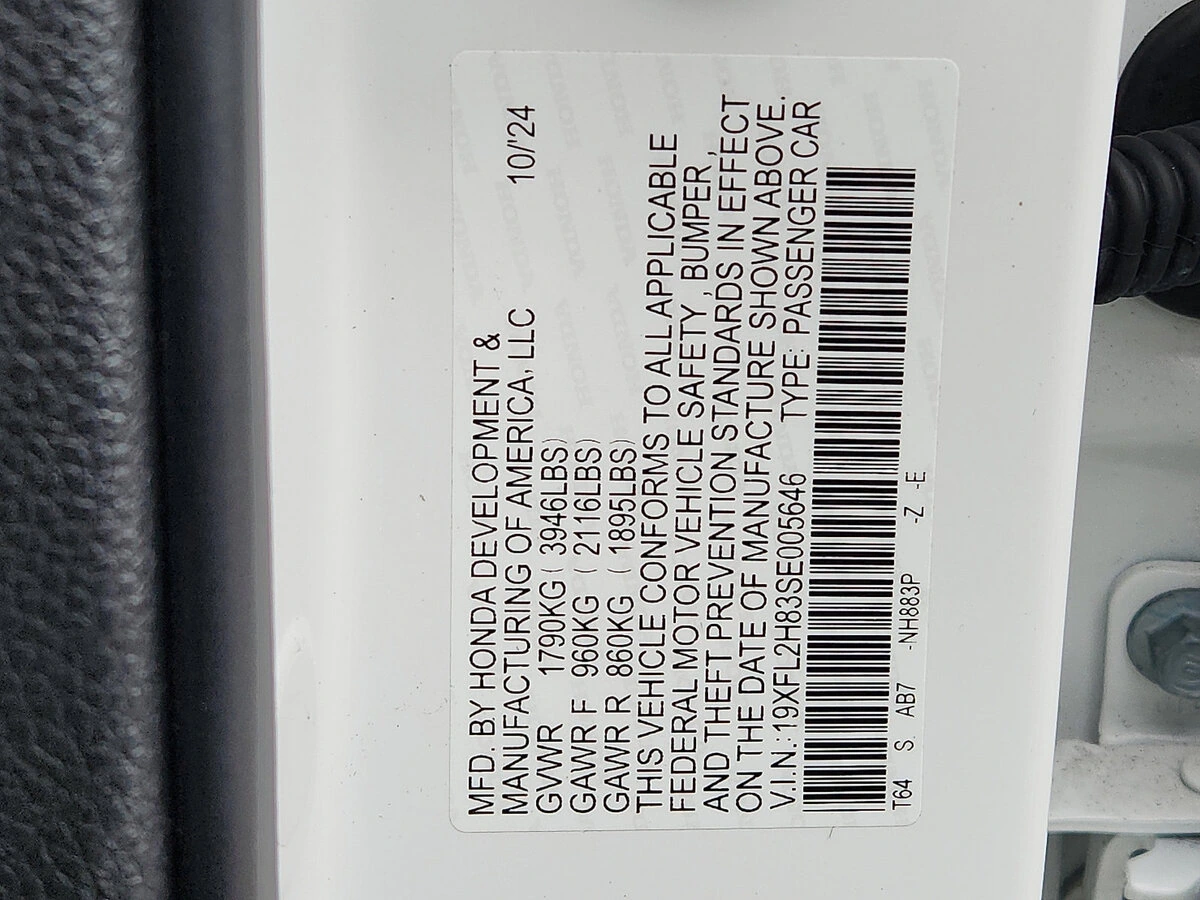 MFD. BY HONDA DEVELOPMENT &
MANUFACTURING OF AMERICA, LLC 10/'24
GVWR 1790KG ( 3946LBS)
GAWR F 960KG ( 2116LBS)
GAWR R 860KG ( 1895LBS)
THIS VEHICLE CONFORMS TO ALL APPLICABLE
FEDERAL MOTOR VEHICLE SAFETY , BUMPER ,
AND THEFT PREVENTION STANDARDS IN EFFECT
ON THE DATE OF MANUFACTURE SHOWN ABOVE.
V.I.N.: 19XFL2H83SE005646 TYPE: PASSENGER CAR
T64 S. AB7 -NH883P -Z -E